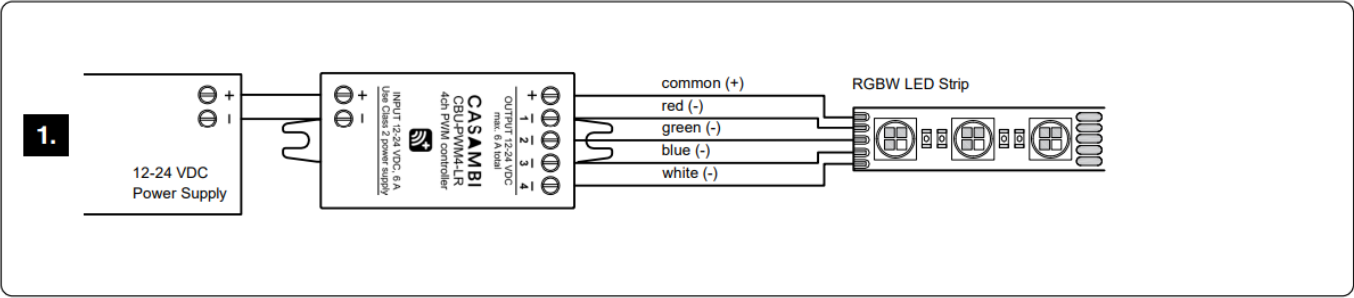 1.
12-24 VDC
Power Supply
+
-
+
-
INPUT 12-24 VDC, 6 A
Use Class 2 power supply
CASAMBI
CBU-PWM4-LR
4ch PWM controller
OUTPUT 12-24 VDC
max. 6 A total
+
1 -
2 -
3 -
4 -
common (+)
red (-)
green (-)
blue (-)
white (-)
RGBW LED Strip